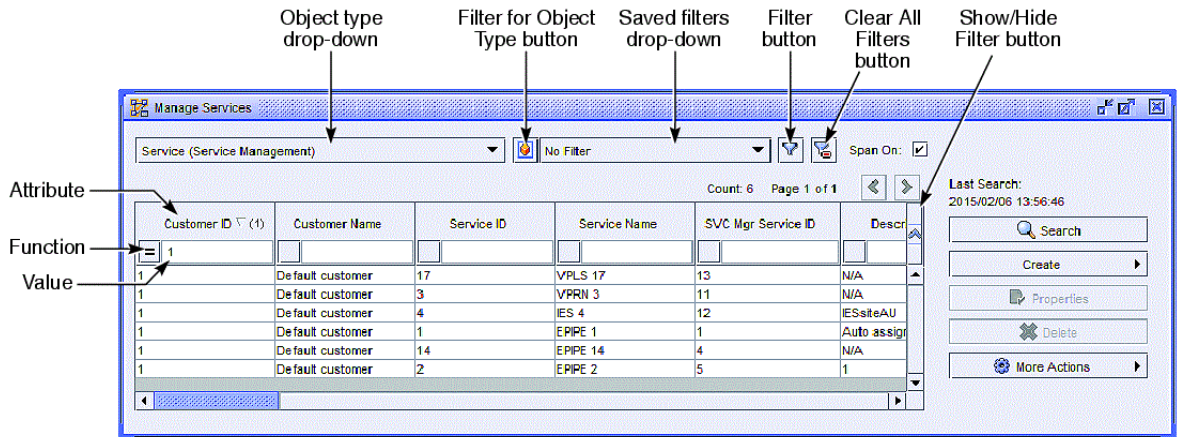 Object type
drop-down
Filter for Object
Type button
Saved filters
drop-down
Filter
button
Clear All
Filters
button
Show/Hide
Filter button
Manage Services
Service (Service Management)
No Filter
Span On:
Count: 6 Page 1 of 1
Last Search:
2015/02/06 13:56:46
Attribute
Function
Value
Customer ID (1) Customer Name Service ID Service Name SVC Mgr Service ID Descr
= 1
1 Default customer 17 VPLS 17 13 N/A
1 Default customer 3 VPRN 3 11 N/A
1 Default customer 4 IES 4 12 IESsiteAU
1 Default customer 1 EPIPE 1 1 Auto assign
1 Default customer 14 EPIPE 14 4 N/A
1 Default customer 2 EPIPE 2 5 1
Search
Create
Properties
Delete
More Actions